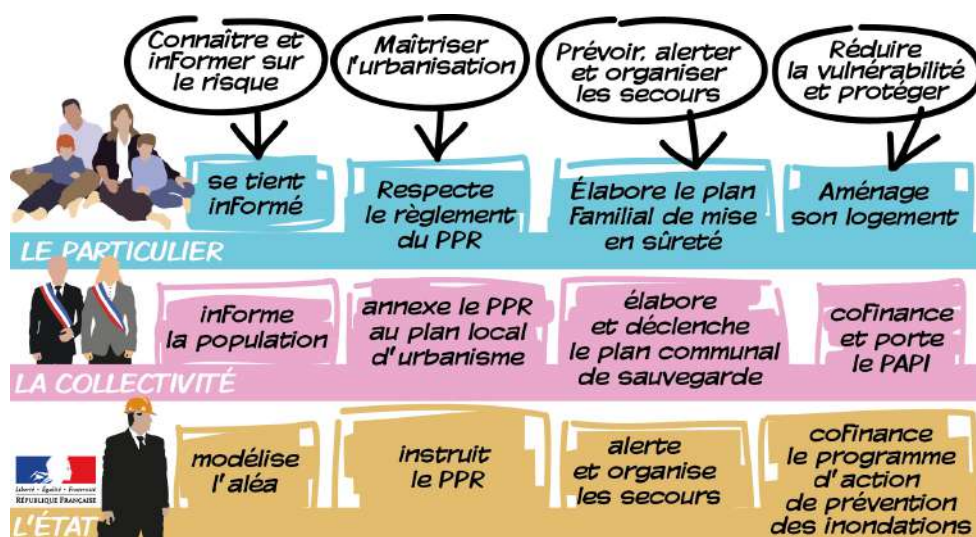 Connaître et
informer sur
le risque
Maîtriser
l'urbanisation
Prévoir, alerter
et organiser
les secours
Réduire
la vulnérabilité
et protéger
se tient
informé
Respecte
le règlement
du PPR
Élabore le plan
Familial de mise
en sûreté
Aménage
son logement
LE PARTICULIER
informe
la population
annexe le PPR
au plan local
d'urbanisme
élabore
et déclenche
le plan communal
de sauvegarde
cofinance
et porte
le PAPI
LA COLLECTIVITÉ
modélise
l'aléa
instruit
le PPR
alerte
et organise
les secours
cofinance
le programme
d'action
de prévention
des inondations
Liberté • Égalité • Fraternité
RÉPUBLIQUE FRANÇAISE
L'ÉTAT